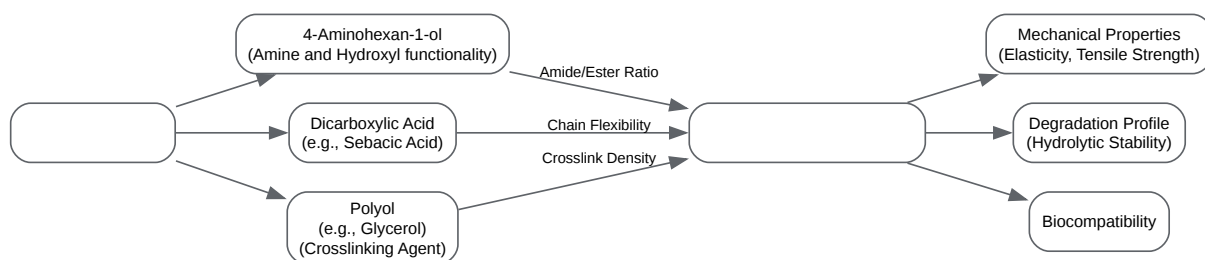 4-Aminohexan-1-ol
(Amine and Hydroxyl functionality)
Dicarboxylic Acid
(e.g., Sebacic Acid)
Polyol
(e.g., Glycerol)
(Crosslinking Agent)
Amide/Ester Ratio
Chain Flexibility
Crosslink Density
Mechanical Properties
(Elasticity, Tensile Strength)
Degradation Profile
(Hydrolytic Stability)
Biocompatibility